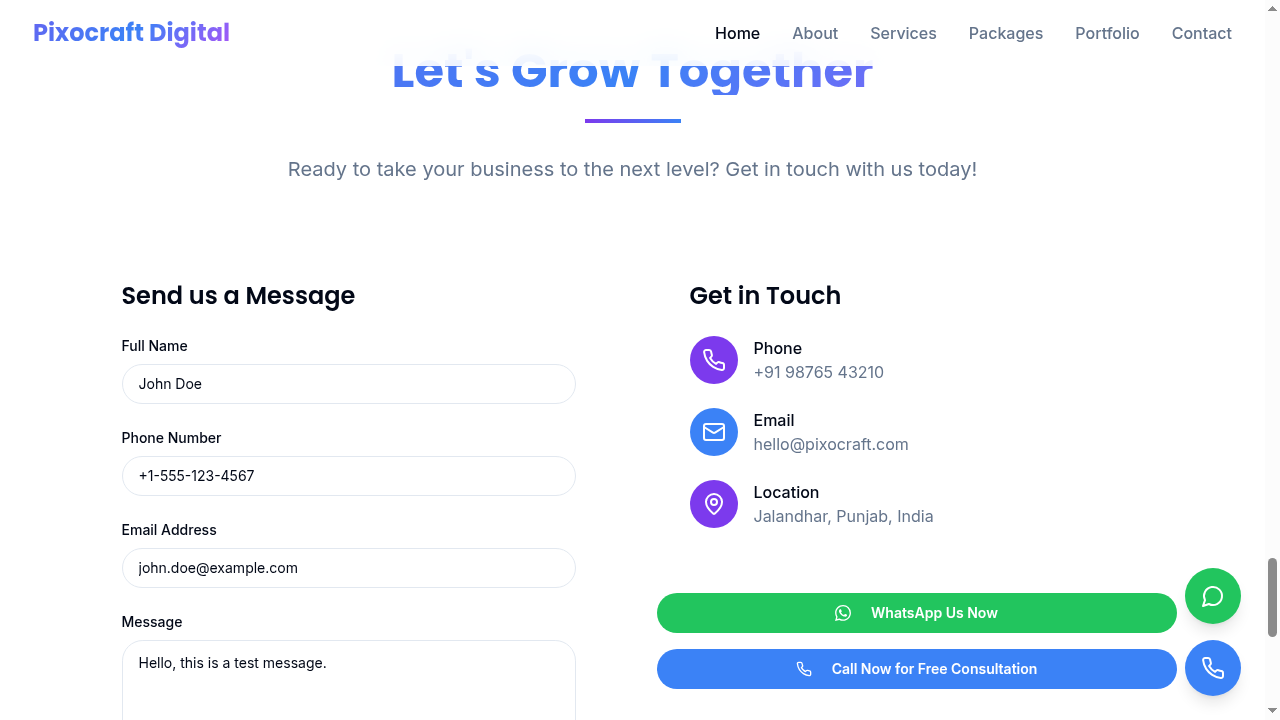 Pixocraft Digital
Home
About
Services
Packages
Portfolio
Contact
Let's Grow Together
Ready to take your business to the next level? Get in touch with us today!
Send us a Message
Full Name
John Doe
Phone Number
+1-555-123-4567
Email Address
john.doe@example.com
Message
Hello, this is a test message.
Get in Touch
Phone
+91 98765 43210
Email
hello@pixocraft.com
Location
Jalandhar, Punjab, India
WhatsApp Us Now
Call Now for Free Consultation